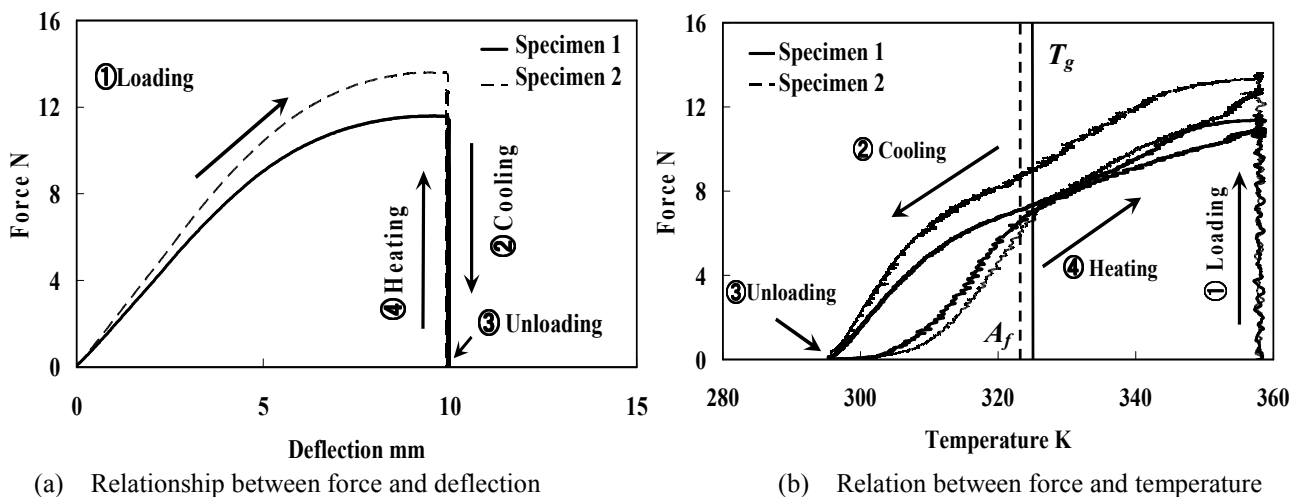 16
12
8
4
0
Force N
Specimen 1
Specimen 2
①Loading
④Heating
②Cooling
③ Unloading
0 5 10 15
Deflection mm
(a) Relationship between force and deflection
16
12
8
4
0
Force N
Specimen 1
Specimen 2
Tg
② Cooling
③Unloading
Af
④ Heating
① Loading
280 300 320 340 360
Temperature K
(b) Relation between force and temperature